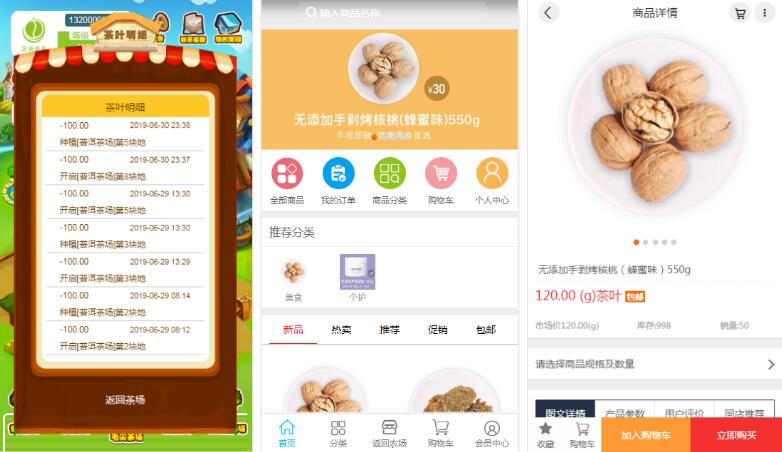 13200000
等级
茶叶明细
联系客服
我的家园
茶叶明细
-100.00 2019-06-30 23:38
种植[普洱茶场]第5块地
-100.00 2019-06-30 23:37
开启[普洱茶场]第8块地
-100.00 2019-06-29 13:30
开启[普洱茶场]第5块地
-100.00 2019-06-29 13:30
种植[普洱茶场]第3块地
-100.00 2019-06-29 13:29
开启[普洱茶场]第3块地
-100.00 2019-06-29 08:14
种植[普洱茶场]第2块地
-100.00 2019-06-29 08:12
开启[普洱茶场]第2块地
返回茶场
毛尖茶场
输入商品名称
¥30
无添加手剥烤核桃(蜂蜜味)550g
全部商品 我的订单 商品分类 购物车 个人中心
推荐分类
美食 个护
新品 热卖 推荐 促销 包邮
首页 分类 返回农场 购物车 会员中心
商品详情
无添加手剥烤核桃（蜂蜜味）550g
120.00 (g)茶叶 包邮
市场价120.00(g) 库存:998 销量:50
请选择商品规格及数量
图文详情 产品参数 用户评价 同店推荐
收藏 购物车 加入购物车 立即购买